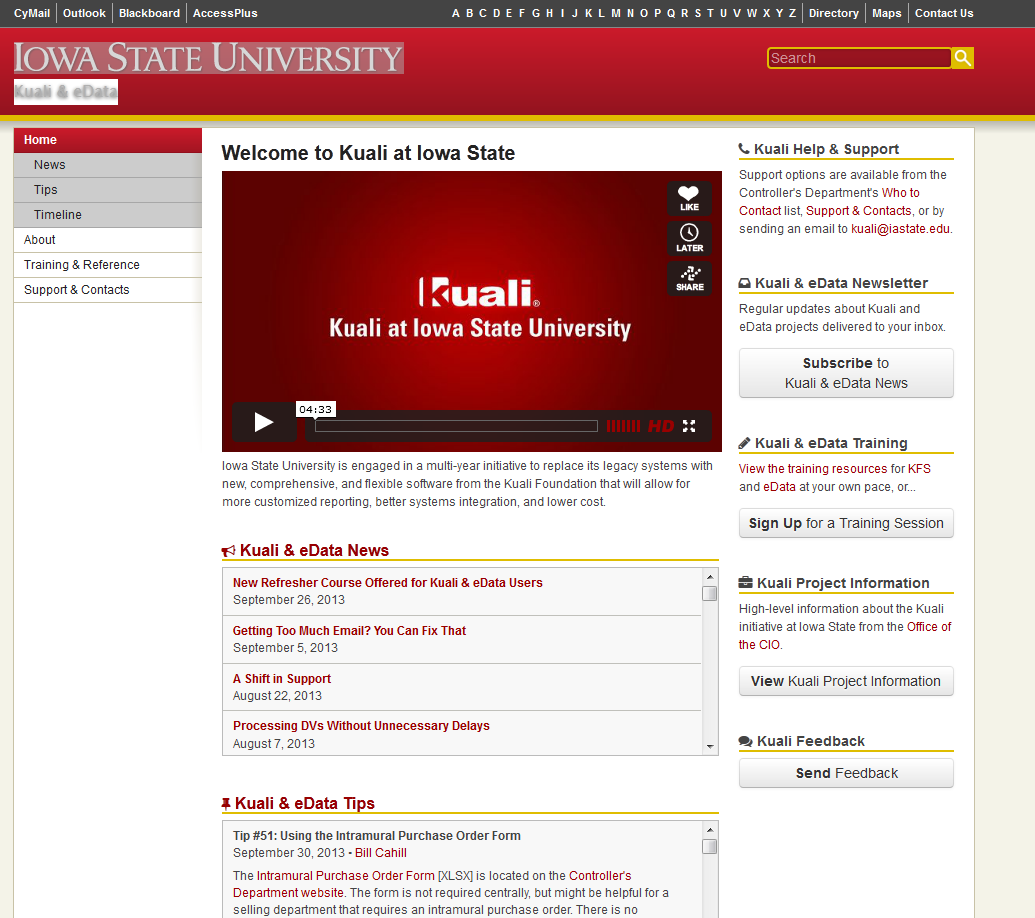 CyMail Outlook Blackboard AccessPlus A B C D E F G H I J K L M N O P Q R S T U V W X Y Z Directory Maps Contact Us
IOWA STATE UNIVERSITY
Kuali & eData
Search
Home
News
Tips
Timeline
About
Training & Reference
Support & Contacts
Welcome to Kuali at Iowa State
LIKE
LATER
SHARE
Kuali®
Kuali at Iowa State University
04:33
HD
Iowa State University is engaged in a multi-year initiative to replace its legacy systems with
new, comprehensive, and flexible software from the Kuali Foundation that will allow for
more customized reporting, better systems integration, and lower cost.
Kuali & eData News
New Refresher Course Offered for Kuali & eData Users
September 26, 2013
Getting Too Much Email? You Can Fix That
September 5, 2013
A Shift in Support
August 22, 2013
Processing DVs Without Unnecessary Delays
August 7, 2013
Kuali & eData Tips
Tip #51: Using the Intramural Purchase Order Form
September 30, 2013 - Bill Cahill
The Intramural Purchase Order Form [XLSX] is located on the Controller's
Department website. The form is not required centrally, but might be helpful for a
selling department that requires an intramural purchase order. There is no
Kuali Help & Support
Support options are available from the
Controller's Department's Who to
Contact list, Support & Contacts, or by
sending an email to kuali@iastate.edu.
Kuali & eData Newsletter
Regular updates about Kuali and
eData projects delivered to your inbox.
Subscribe to
Kuali & eData News
Kuali & eData Training
View the training resources for KFS
and eData at your own pace, or...
Sign Up for a Training Session
Kuali Project Information
High-level information about the Kuali
initiative at Iowa State from the Office of
the CIO.
View Kuali Project Information
Kuali Feedback
Send Feedback